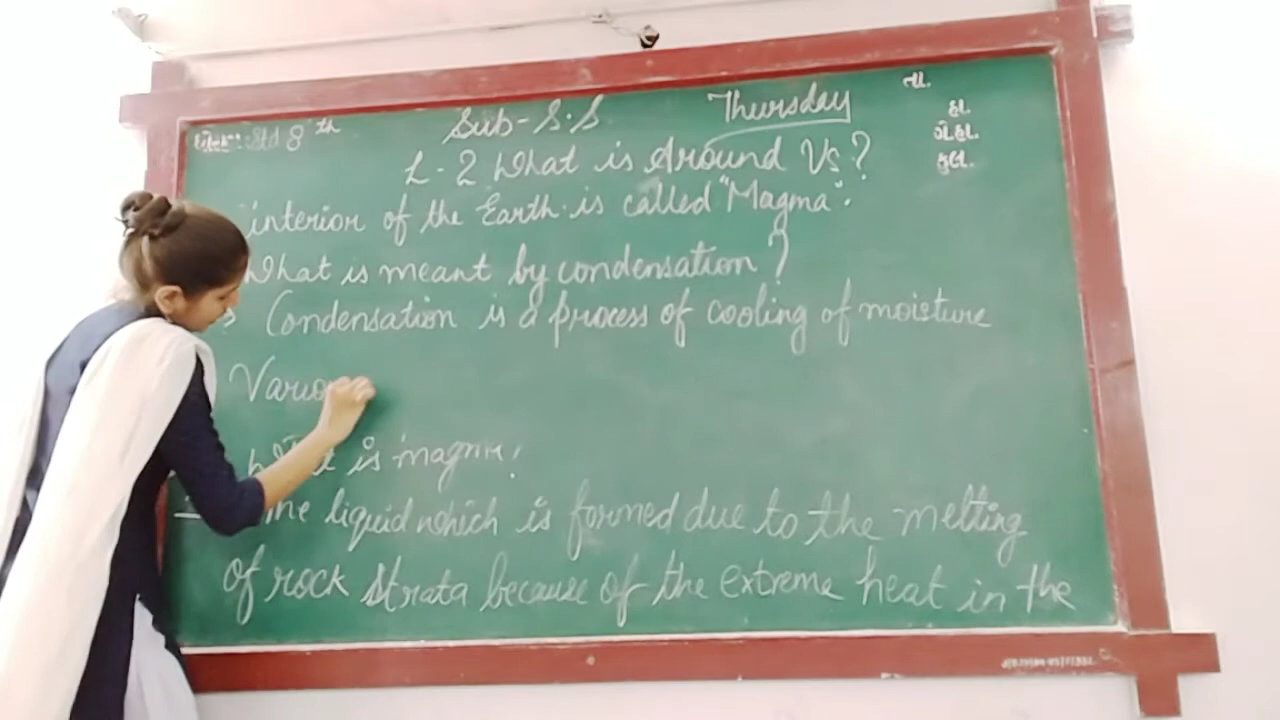 Std 8th Sub- S.S Thursday તા.
L-2 What is Around Us? હા.
ગે.હા.
કુલ.
interior of the Earth is called "Magma".
What is meant by condensation?
Condensation is a process of cooling of moisture
Vario
What is magma?
The liquid which is formed due to the melting
of rock strata because of the extreme heat in the